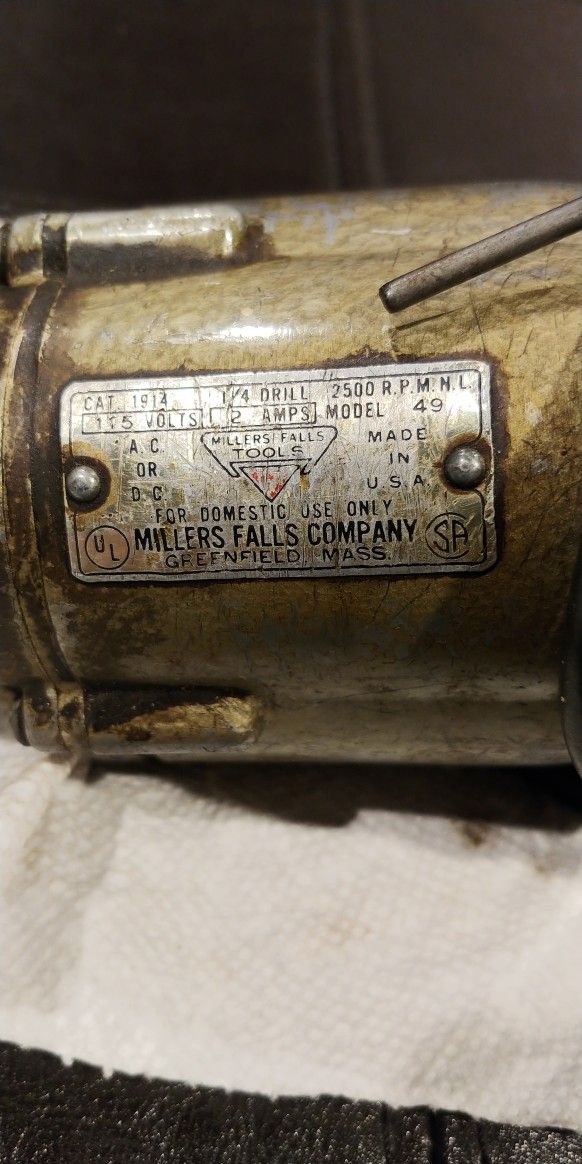 CAT. 1914 1/4 DRILL 2500 R.P.M.N.L.
115 VOLTS 2 AMPS MODEL 49
A.C.
OR
D.C.
MILLERS FALLS
TOOLS
MADE
IN
U.S.A.
FOR DOMESTIC USE ONLY
UL MILLERS FALLS COMPANY SA
GREENFIELD, MASS.